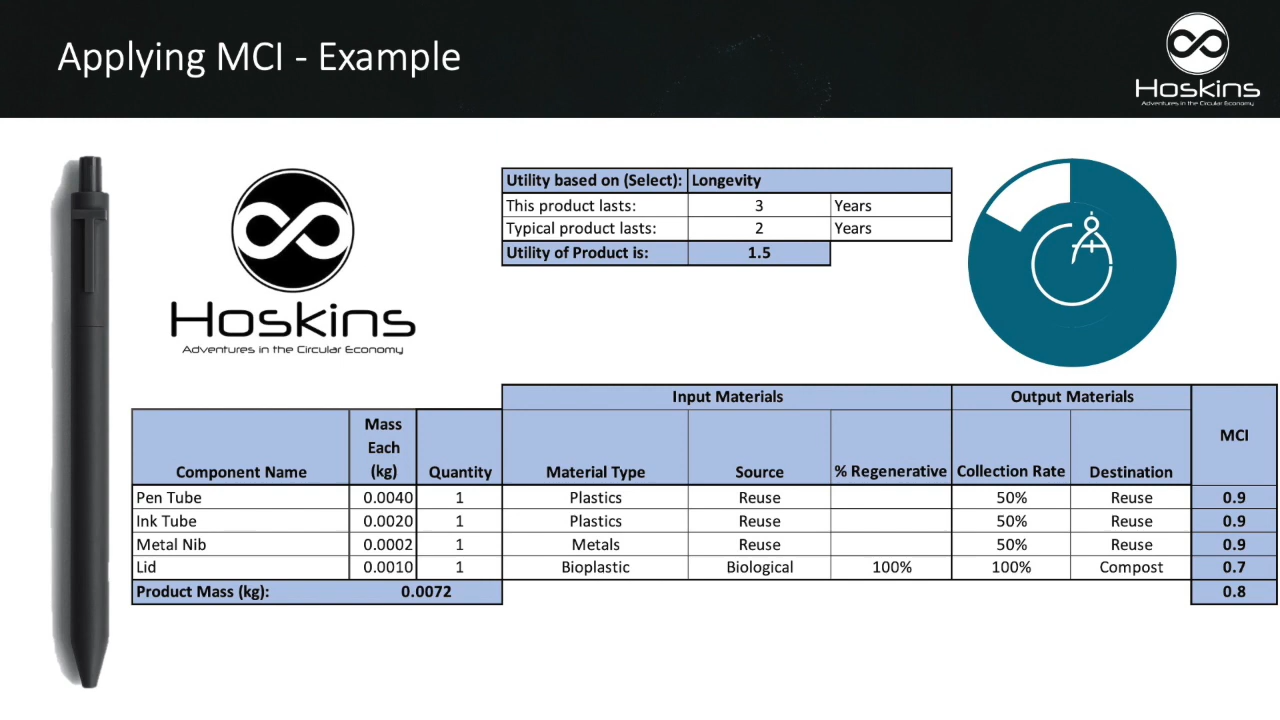 Applying MCI - Example
Hoskins
Adventures in the Circular Economy
Hoskins
Adventures in the Circular Economy
Utility based on (Select): Longevity
This product lasts: 3 Years
Typical product lasts: 2 Years
Utility of Product is: 1.5
Input Materials Output Materials
Component Name Mass Each (kg) Quantity Material Type Source % Regenerative Collection Rate Destination MCI
Pen Tube 0.0040 1 Plastics Reuse 50% Reuse 0.9
Ink Tube 0.0020 1 Plastics Reuse 50% Reuse 0.9
Metal Nib 0.0002 1 Metals Reuse 50% Reuse 0.9
Lid 0.0010 1 Bioplastic Biological 100% 100% Compost 0.7
Product Mass (kg): 0.0072 0.8